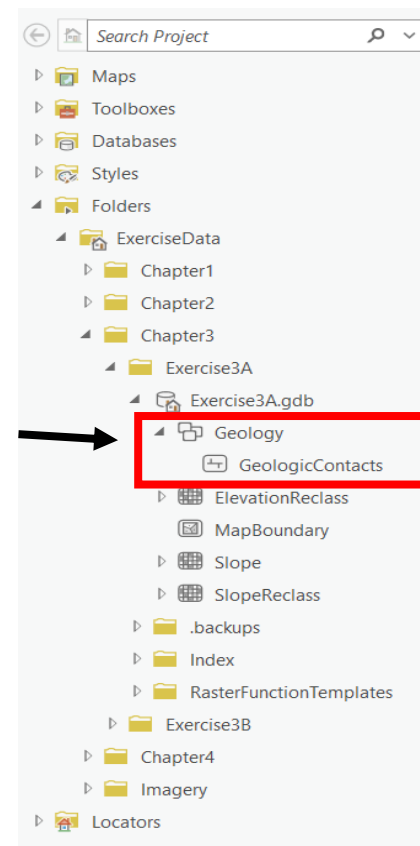 Search Project
Maps
Toolboxes
Databases
Styles
Folders
ExerciseData
Chapter1
Chapter2
Chapter3
Exercise3A
Exercise3A.gdb
Geology
GeologicContacts
ElevationReclass
MapBoundary
Slope
SlopeReclass
.backups
Index
RasterFunctionTemplates
Exercise3B
Chapter4
Imagery
Locators